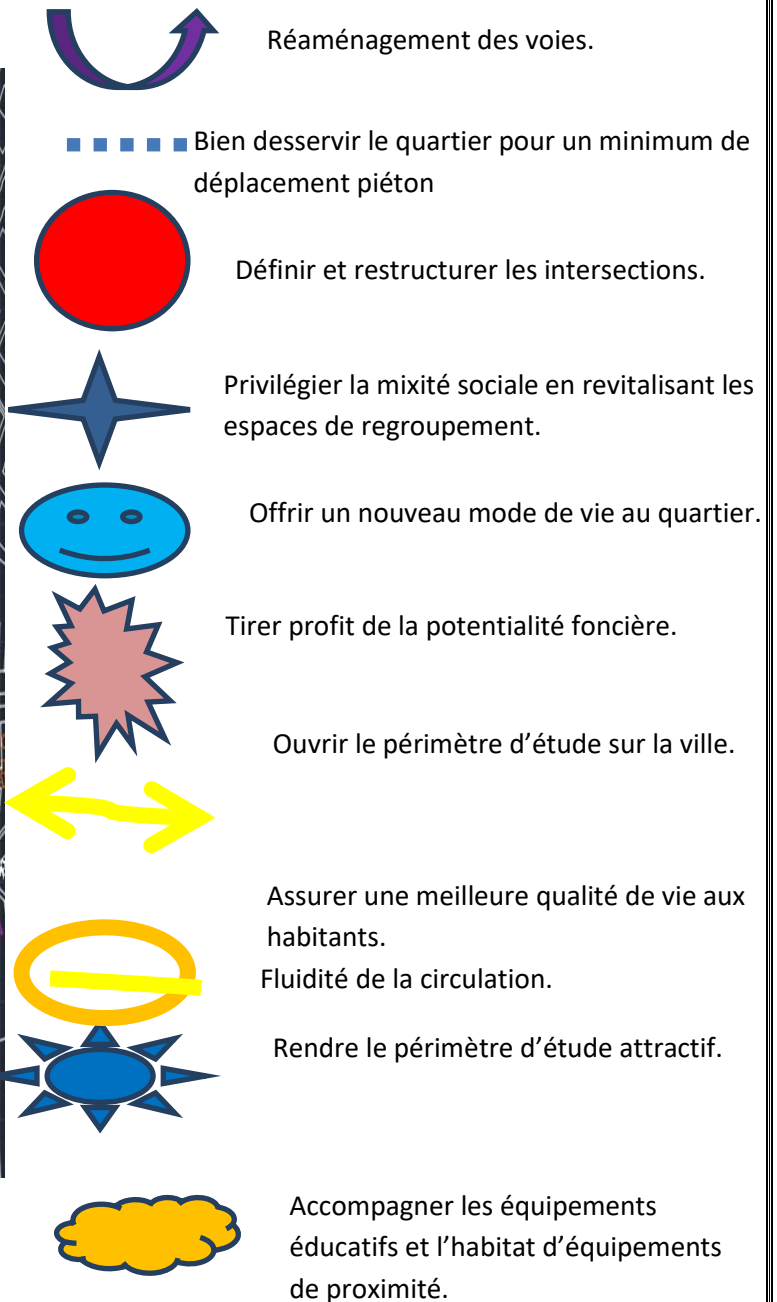 Réaménagement des voies.
Bien desservir le quartier pour un minimum de
déplacement piéton
Définir et restructurer les intersections.
Privilégier la mixité sociale en revitalisant les
espaces de regroupement.
Offrir un nouveau mode de vie au quartier.
Tirer profit de la potentialité foncière.
Ouvrir le périmètre d’étude sur la ville.
Assurer une meilleure qualité de vie aux
habitants.
Fluidité de la circulation.
Rendre le périmètre d’étude attractif.
Accompagner les équipements
éducatifs et l’habitat d’équipements
de proximité.